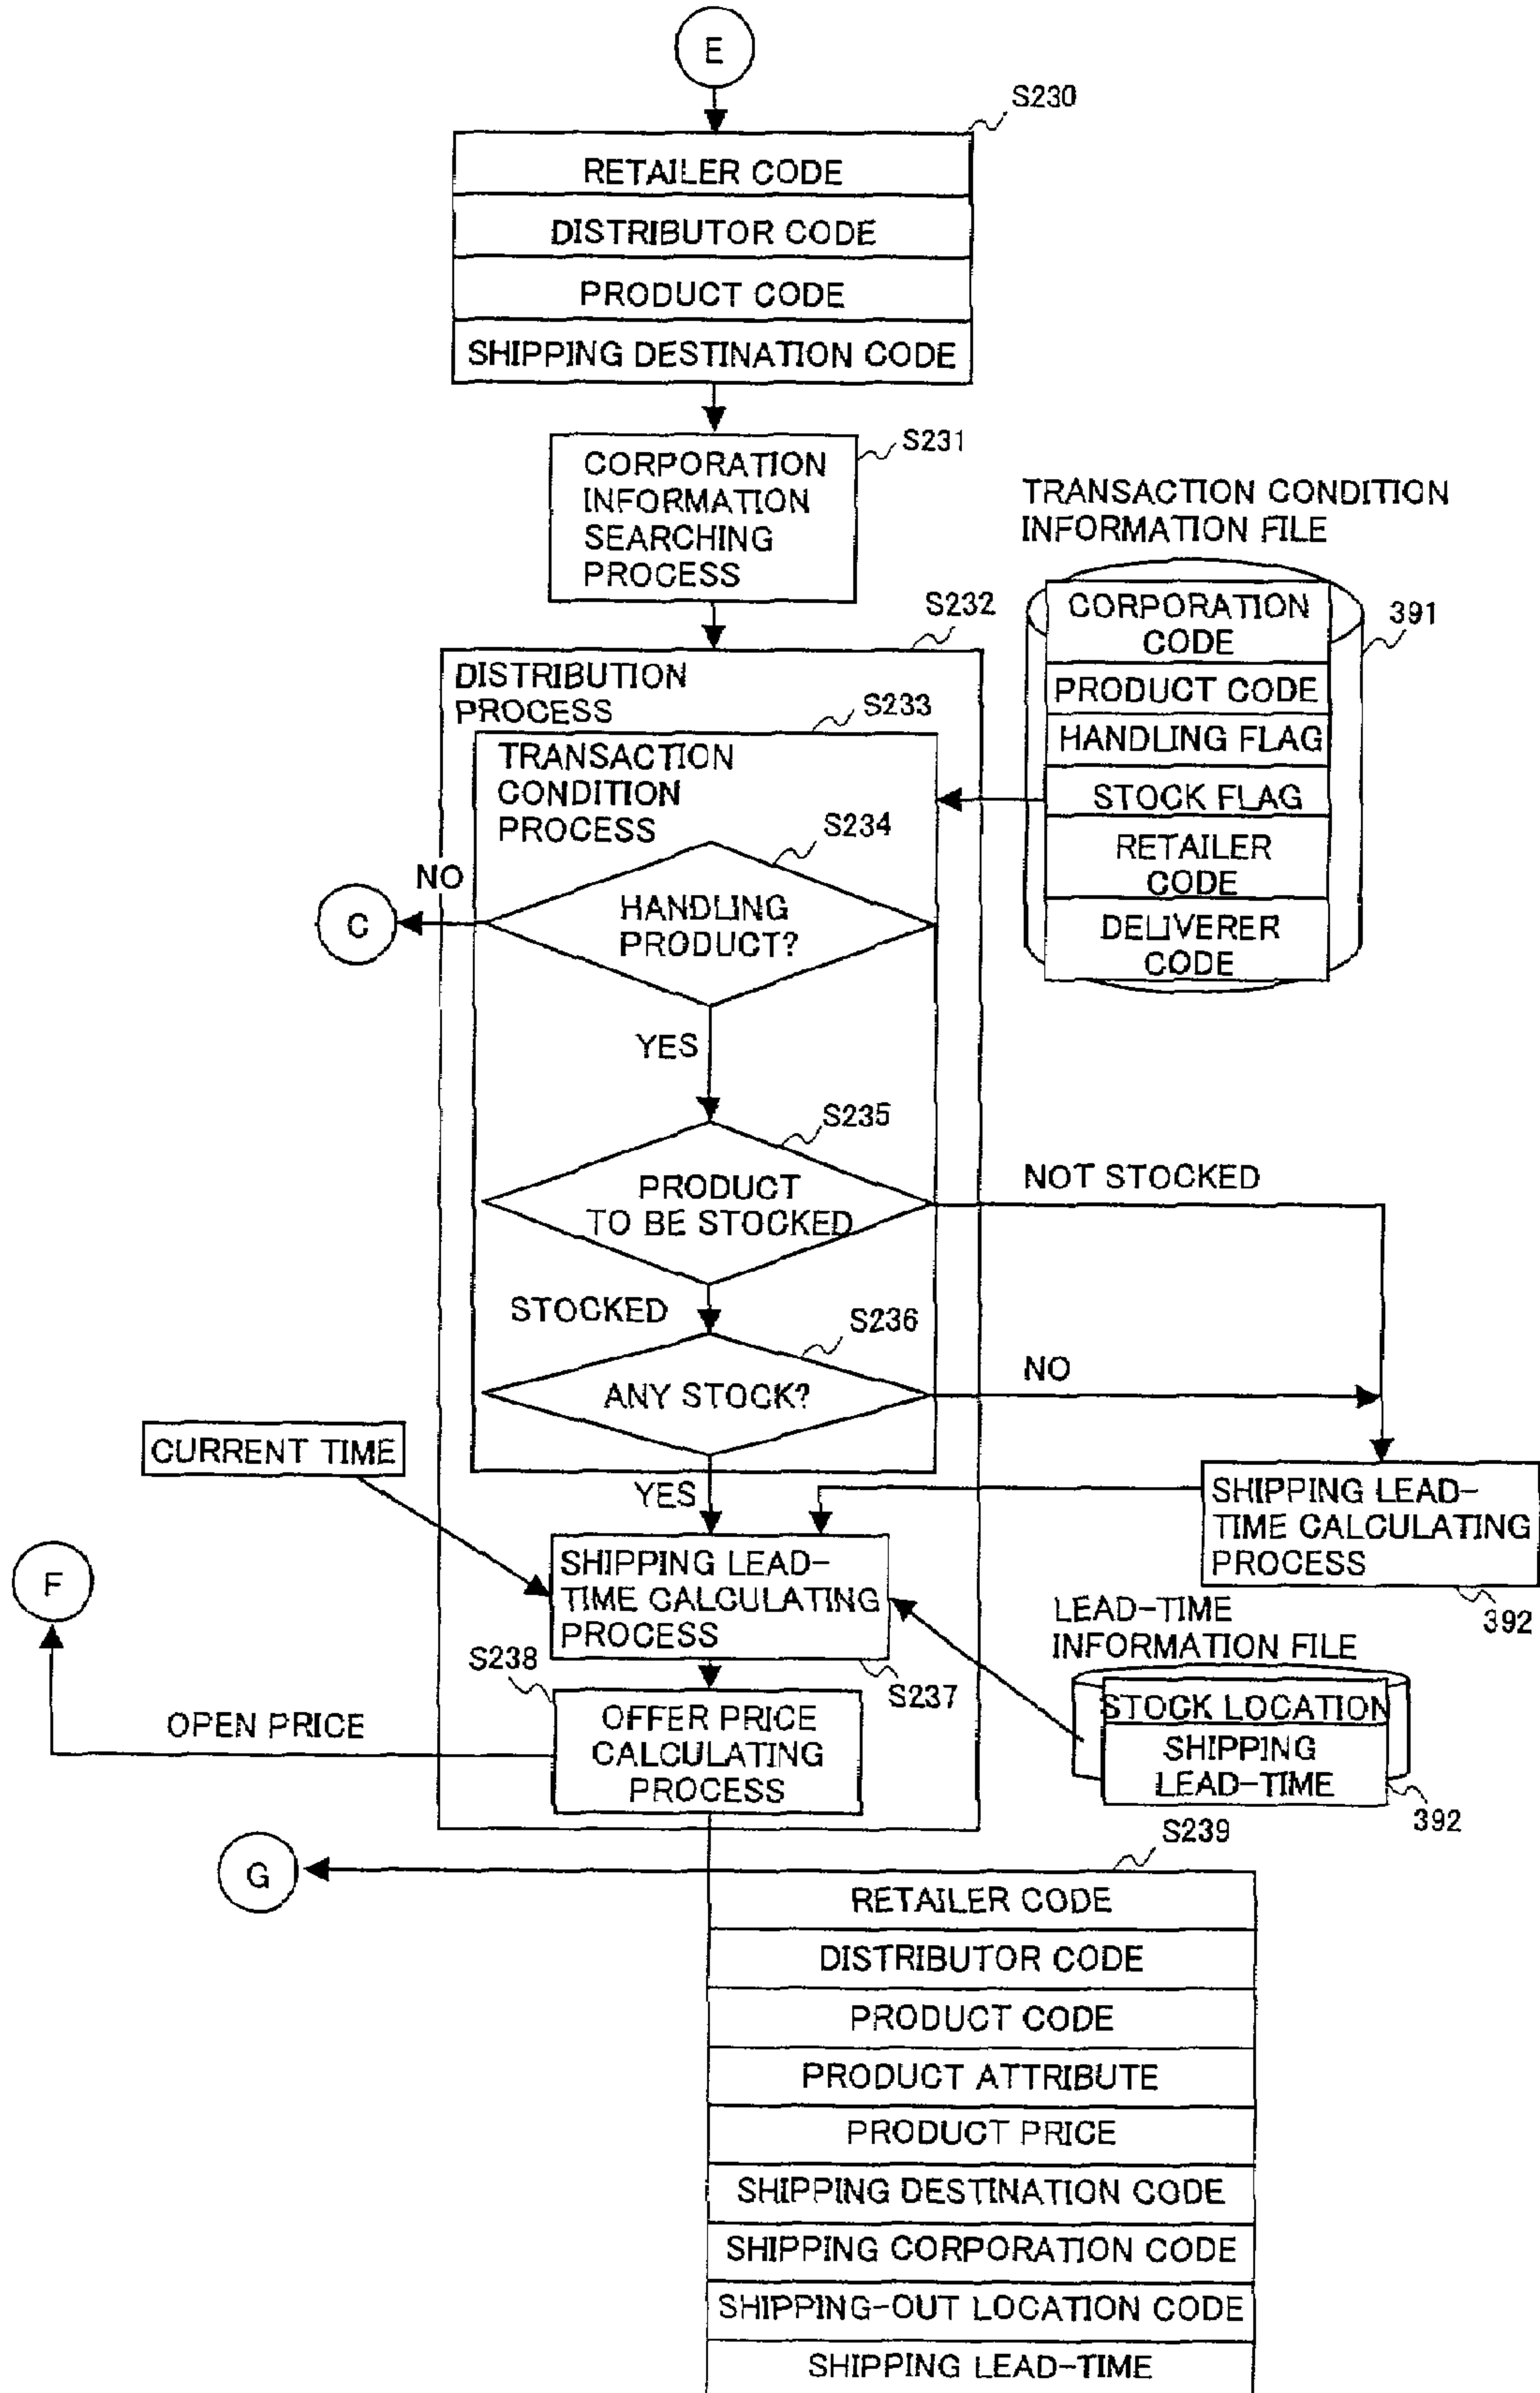 E
S230
RETAILER CODE
DISTRIBUTOR CODE
PRODUCT CODE
SHIPPING DESTINATION CODE
S231
CORPORATION
INFORMATION
SEARCHING
PROCESS
TRANSACTION CONDITION
INFORMATION FILE
CORPORATION
CODE
PRODUCT CODE
HANDLING FLAG
STOCK FLAG
RETAILER
CODE
DELIVERER
CODE
391
S232
DISTRIBUTION
PROCESS
S233
TRANSACTION
CONDITION
PROCESS
S234
NO
C
HANDLING
PRODUCT?
YES
S235
PRODUCT
TO BE STOCKED
NOT STOCKED
STOCKED
S236
ANY STOCK?
NO
CURRENT TIME
YES
SHIPPING LEAD-
TIME CALCULATING
PROCESS
392
F
SHIPPING LEAD-
TIME CALCULATING
PROCESS
S237
LEAD-TIME
INFORMATION FILE
STOCK LOCATION
SHIPPING
LEAD-TIME
392
S238
OFFER PRICE
CALCULATING
PROCESS
OPEN PRICE
G
S239
RETAILER CODE
DISTRIBUTOR CODE
PRODUCT CODE
PRODUCT ATTRIBUTE
PRODUCT PRICE
SHIPPING DESTINATION CODE
SHIPPING CORPORATION CODE
SHIPPING-OUT LOCATION CODE
SHIPPING LEAD-TIME